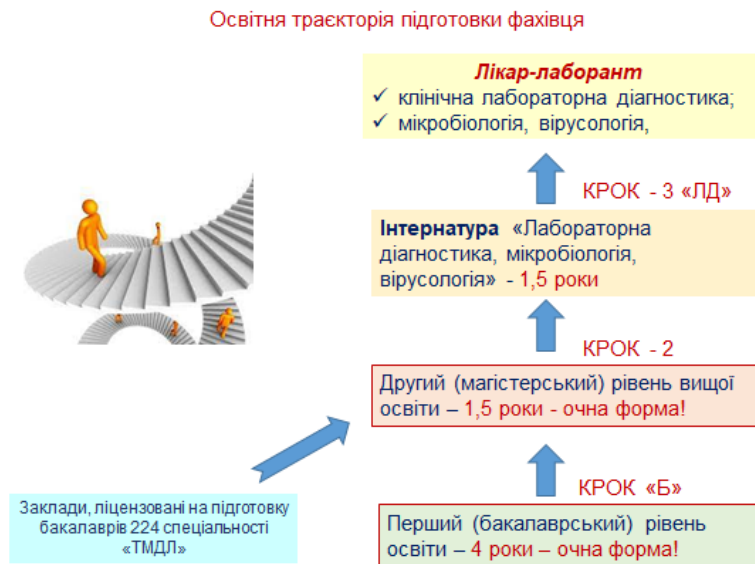 Освітня траєкторія підготовки фахівця
Лікар-лаборант
✓ клінічна лабораторна діагностика;
✓ мікробіологія, вірусологія,
КРОК - 3 «ЛД»
Інтернатура «Лабораторна
діагностика, мікробіологія,
вірусологія» - 1,5 роки
КРОК - 2
Другий (магістерський) рівень вищої
освіти – 1,5 роки - очна форма!
КРОК «Б»
Заклади, ліцензовані на підготовку
бакалаврів 224 спеціальності
«ТМДЛ»
Перший (бакалаврський) рівень
освіти – 4 роки – очна форма!